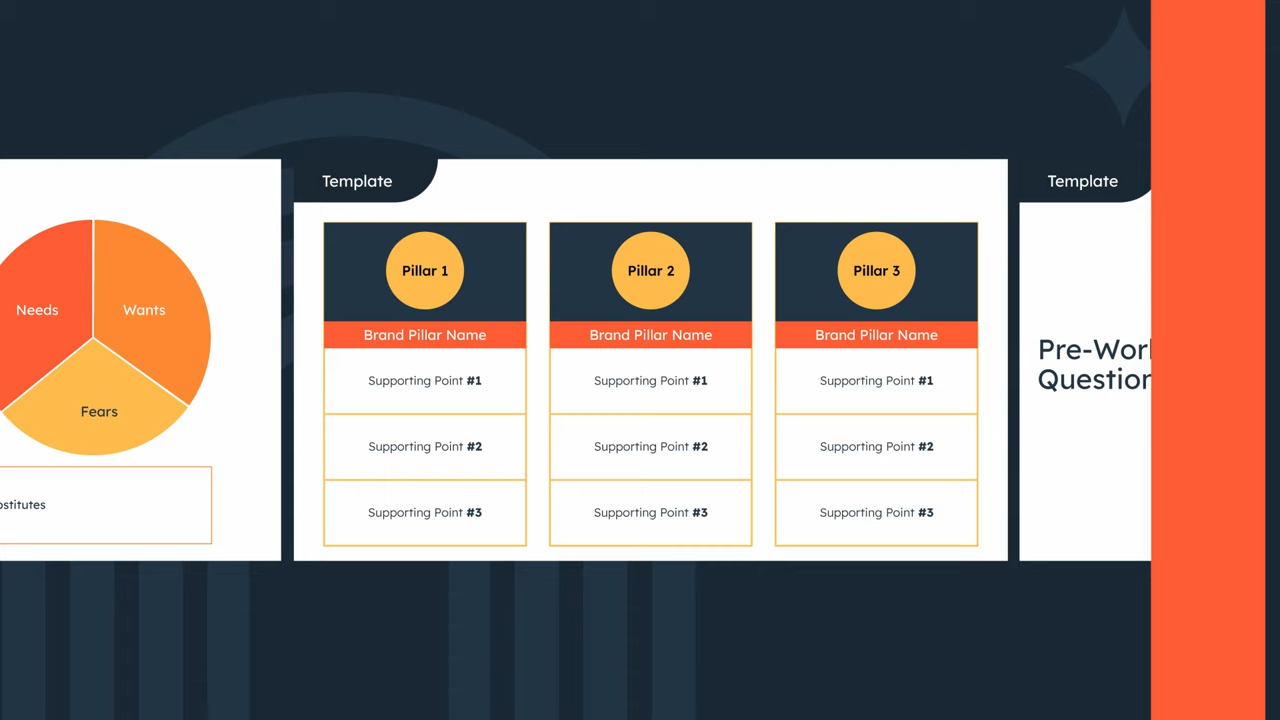 Needs
Wants
Fears
Template
Pillar 1
Pillar 2
Pillar 3
Brand Pillar Name
Brand Pillar Name
Brand Pillar Name
Supporting Point #1
Supporting Point #1
Supporting Point #1
Supporting Point #2
Supporting Point #2
Supporting Point #2
Supporting Point #3
Supporting Point #3
Supporting Point #3
Template